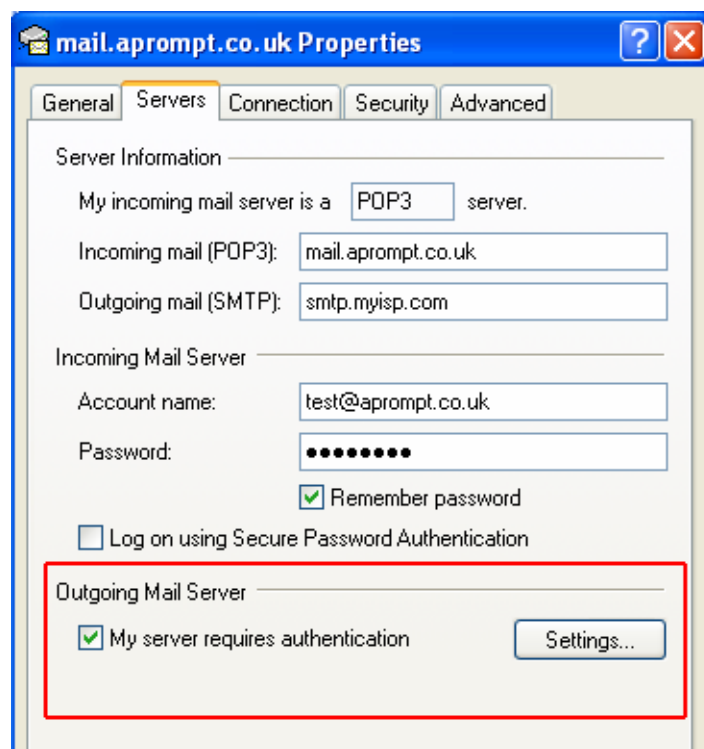 mail.aprompt.co.uk Properties
General Servers Connection Security Advanced
Server Information
My incoming mail server is a POP3 server.
Incoming mail (POP3): mail.aprompt.co.uk
Outgoing mail (SMTP): smtp.myisp.com
Incoming Mail Server
Account name: test@aprompt.co.uk
Password: ●●●●●●●●
Remember password
Log on using Secure Password Authentication
Outgoing Mail Server
My server requires authentication Settings...